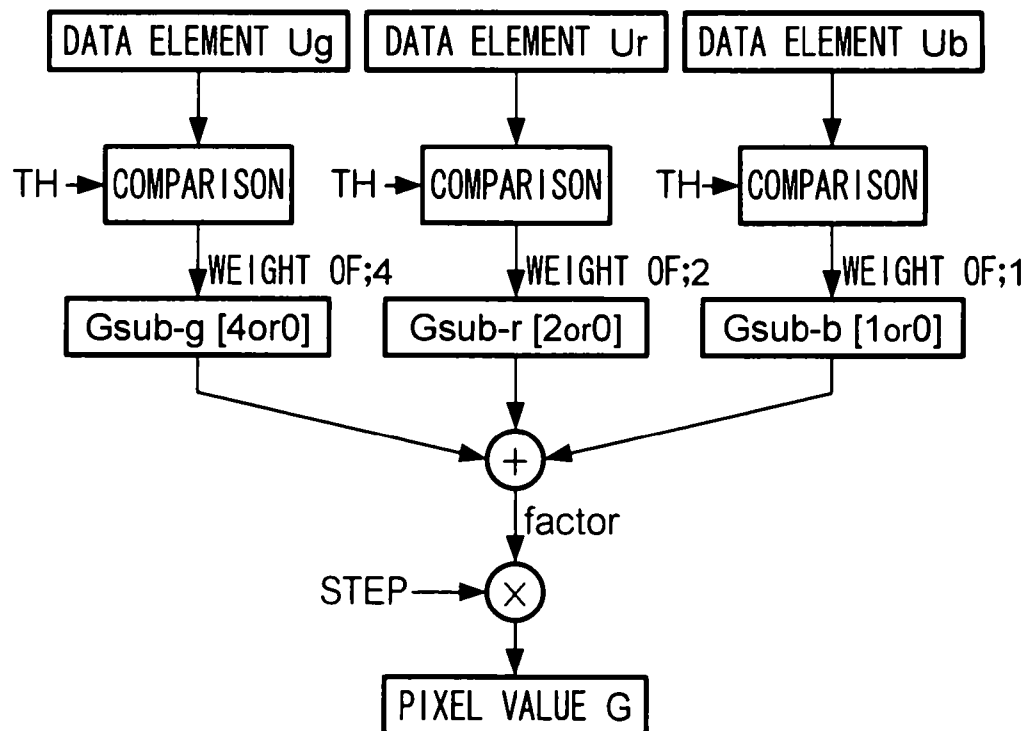 DATA ELEMENT Ug DATA ELEMENT Ur DATA ELEMENT Ub
TH COMPARISON TH COMPARISON TH COMPARISON
WEIGHT OF;4 WEIGHT OF;2 WEIGHT OF;1
Gsub-g [4or0] Gsub-r [2or0] Gsub-b [1or0]
+
factor
STEP ×
PIXEL VALUE G